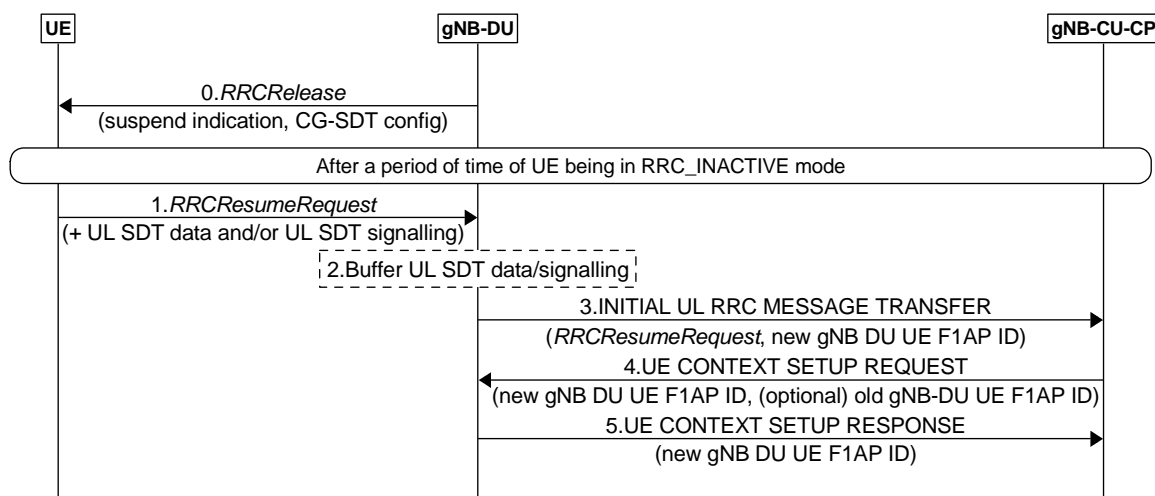 UE gNB-DU gNB-CU-CP
0.RRCRelease
(suspend indication, CG-SDT config)
After a period of time of UE being in RRC_INACTIVE mode
1.RRCResumeRequest
(+ UL SDT data and/or UL SDT signalling)
2.Buffer UL SDT data/signalling
3.INITIAL UL RRC MESSAGE TRANSFER
(RRCResumeRequest, new gNB DU UE F1AP ID)
4.UE CONTEXT SETUP REQUEST
(new gNB DU UE F1AP ID, (optional) old gNB-DU UE F1AP ID)
5.UE CONTEXT SETUP RESPONSE
(new gNB DU UE F1AP ID)